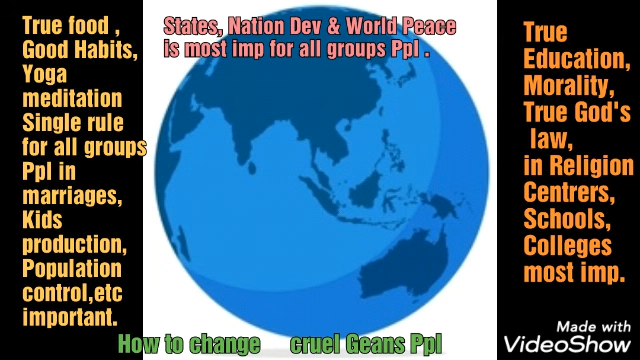 True food ,
Good Habits,
Yoga
meditation
Single rule
for all groups
Ppl in
marriages,
Kids
production,
Population
control,etc
important.
States, Nation Dev & World Peace
is most imp for all groups Ppl .
True
Education,
Morality,
True God's
law,
in Religion
Centrers,
Schools,
Colleges
most imp.
How to change cruel Geans Ppl
Made with
VideoShow